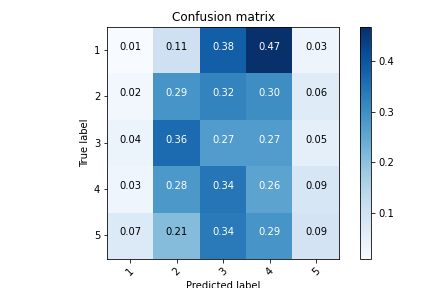 Confusion matrix
1 0.01 0.11 0.38 0.47 0.03
2 0.02 0.29 0.32 0.30 0.06
3 0.04 0.36 0.27 0.27 0.05
4 0.03 0.28 0.34 0.26 0.09
5 0.07 0.21 0.34 0.29 0.09
1 2 3 4 5
True label
Predicted label
0.4
0.3
0.2
0.1